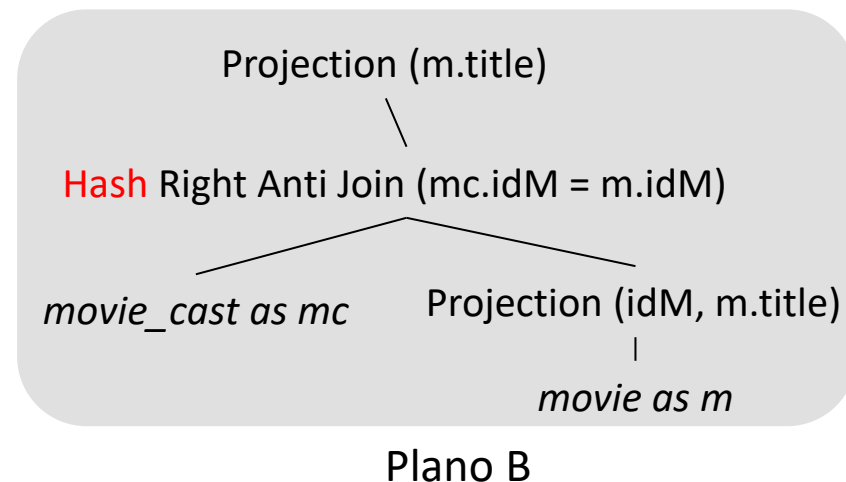 Projection (m.title)
Hash Right Anti Join (mc.idM = m.idM)
movie_cast as mc
Projection (idM, m.title)
movie as m
Plano B